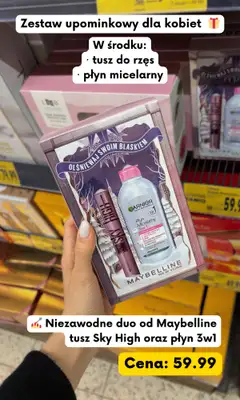 Zestaw upominkowy dla kobiet 🎁
W środku:
· tusz do rzęs
· płyn micelarny
OLŚNIEWAJ SWOIM BLASKIEM
GARNIER
MAYBELLINE
59.99
💅🏻 Niezawodne duo od Maybelline
tusz Sky High oraz płyn 3w1
Cena: 59.99